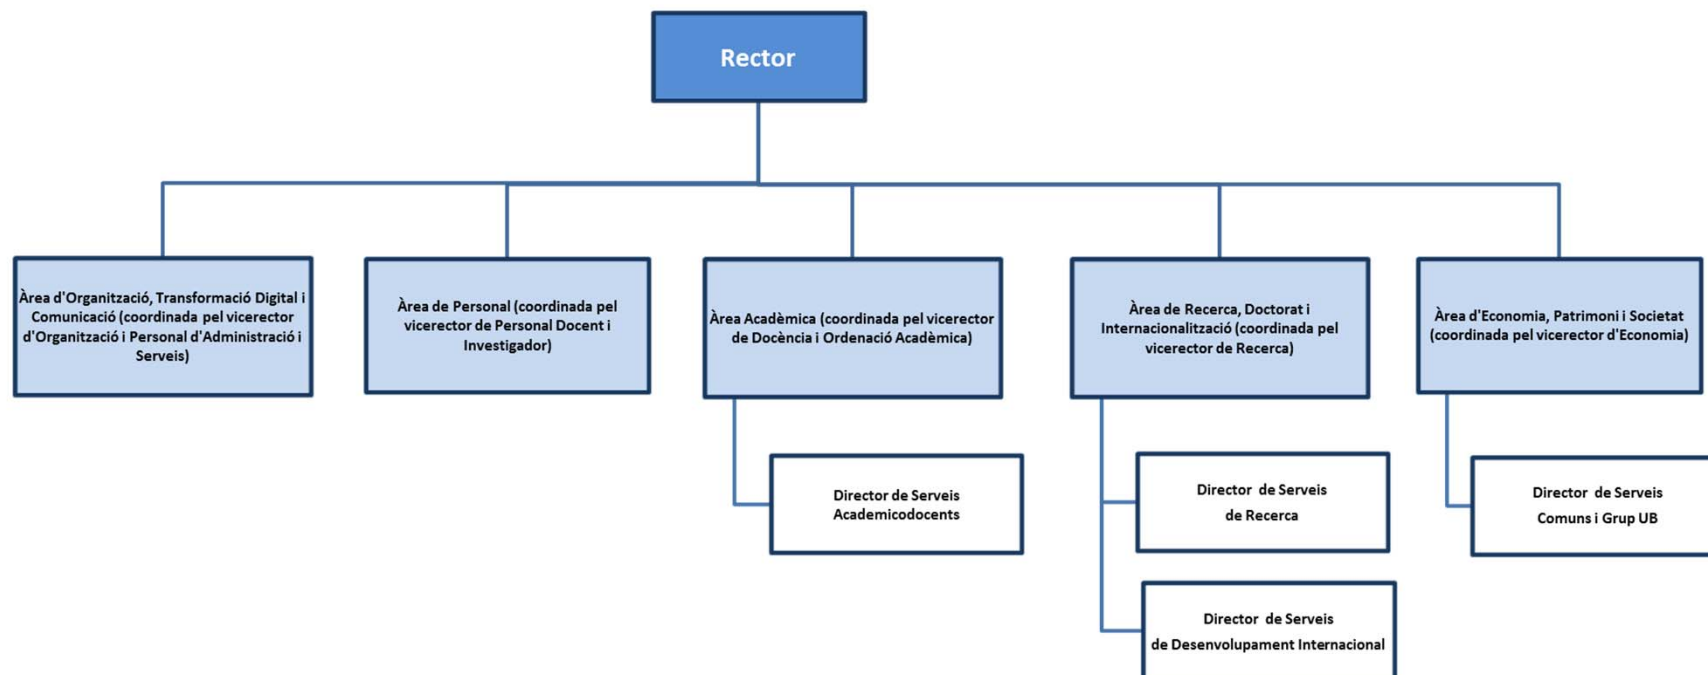 Rector
Àrea d'Organització, Transformació Digital i
Comunicació (coordinada pel vicerector
d'Organització i Personal d'Administració i
Serveis)
Àrea de Personal (coordinada pel
vicerector de Personal Docent i
Investigador)
Àrea Acadèmica (coordinada pel vicerector
de Docència i Ordenació Acadèmica)
Àrea de Recerca, Doctorat i
Internacionalització (coordinada pel
vicerector de Recerca)
Àrea d'Economia, Patrimoni i Societat
(coordinada pel vicerector d'Economia)
Director de Serveis
Academicodocents
Director de Serveis
de Recerca
Director de Serveis
Comuns i Grup UB
Director de Serveis
de Desenvolupament Internacional